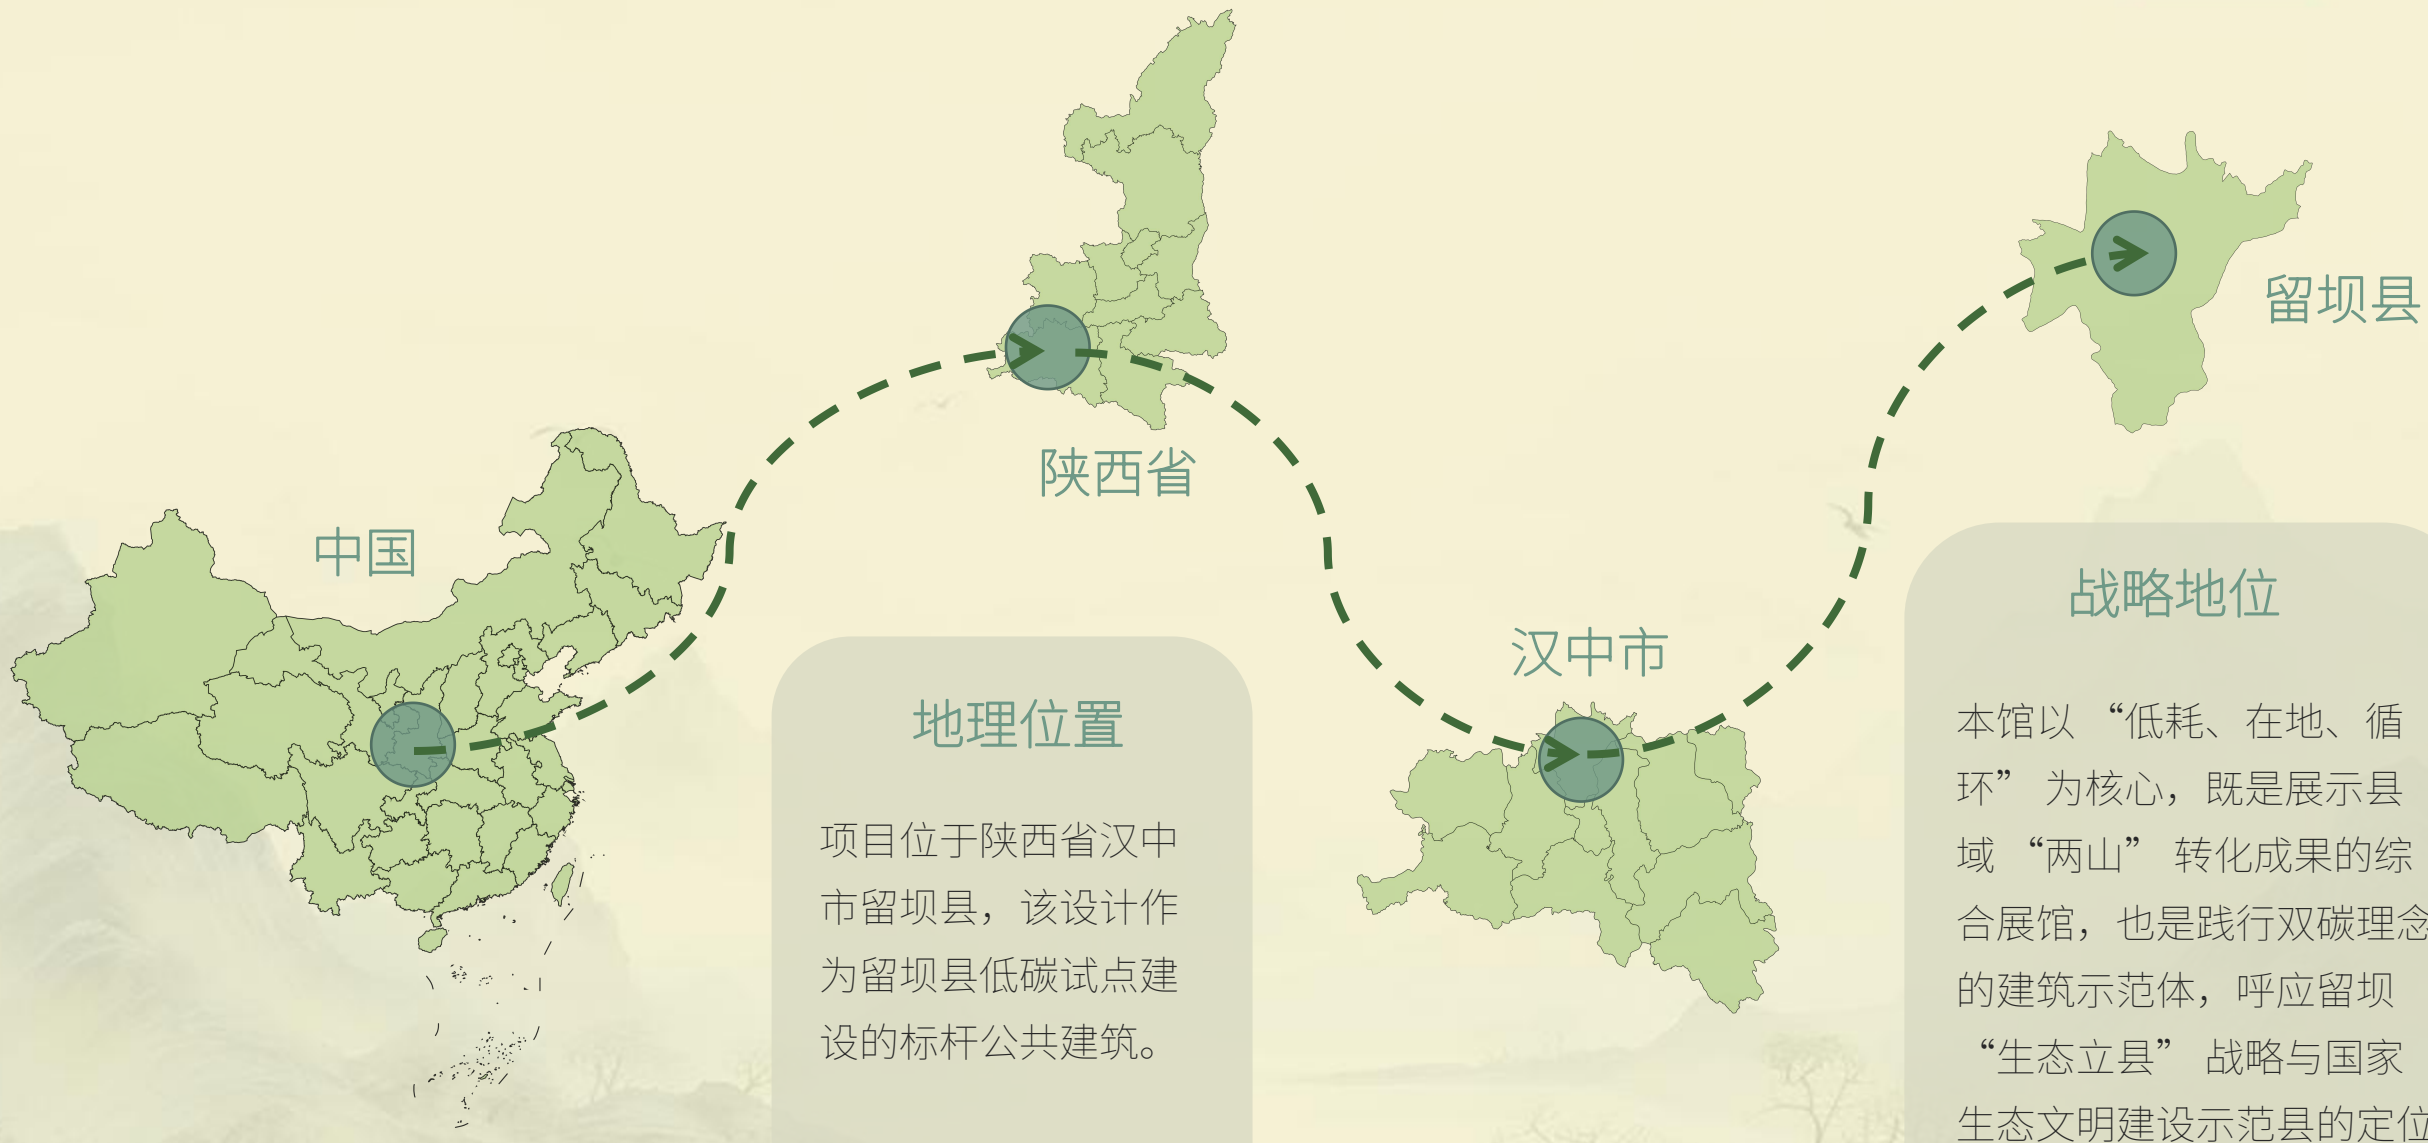 中国
陕西省
汉中市
留坝县
地理位置
项目位于陕西省汉中
市留坝县，该设计作
为留坝县低碳试点建
设的标杆公共建筑。
战略地位
本馆以“低耗、在地、循
环”为核心，既是展示县
域“两山”转化成果的综
合展馆，也是践行双碳理念
的建筑示范体，呼应留坝
“生态立县”战略与国家
生态文明建设示范县的定位